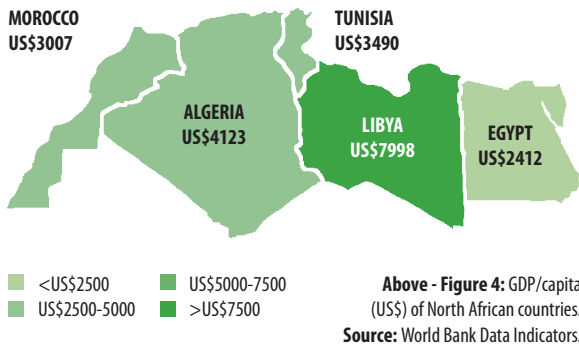 MOROCCO
US$3007
TUNISIA
US$3490
ALGERIA
US$4123
LIBYA
US$7998
EGYPT
US$2412
<US$2500
US$2500-5000
US$5000-7500
>US$7500
Above - Figure 4: GDP/capita
(US$) of North African countries.
Source: World Bank Data Indicators.